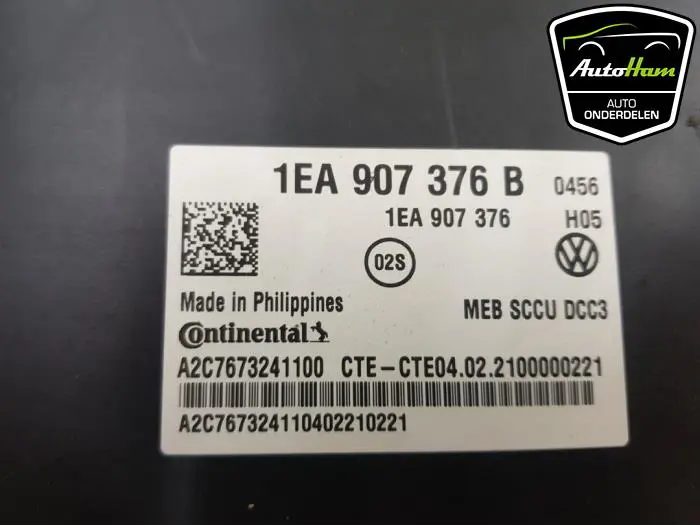 AutoHam
AUTO
ONDERDELEN
1EA 907 376 B 0456
1EA 907 376 H05
02S
Made in Philippines
MEB SCCU DCC3
Continental
A2C7673241100 CTE-CTE04.02.2100000221
A2C767324110402210221